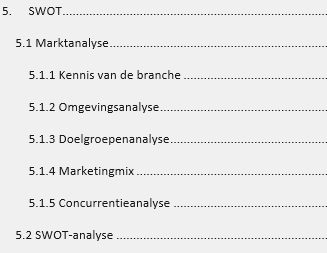 5. SWOT......................................................................................
5.1 Marktanalyse.........................................................................
5.1.1 Kennis van de branche ................................................
5.1.2 Omgevingsanalyse.......................................................
5.1.3 Doelgroepenanalyse....................................................
5.1.4 Marketingmix ..............................................................
5.1.5 Concurrentieanalyse ...................................................
5.2 SWOT-analyse .......................................................................